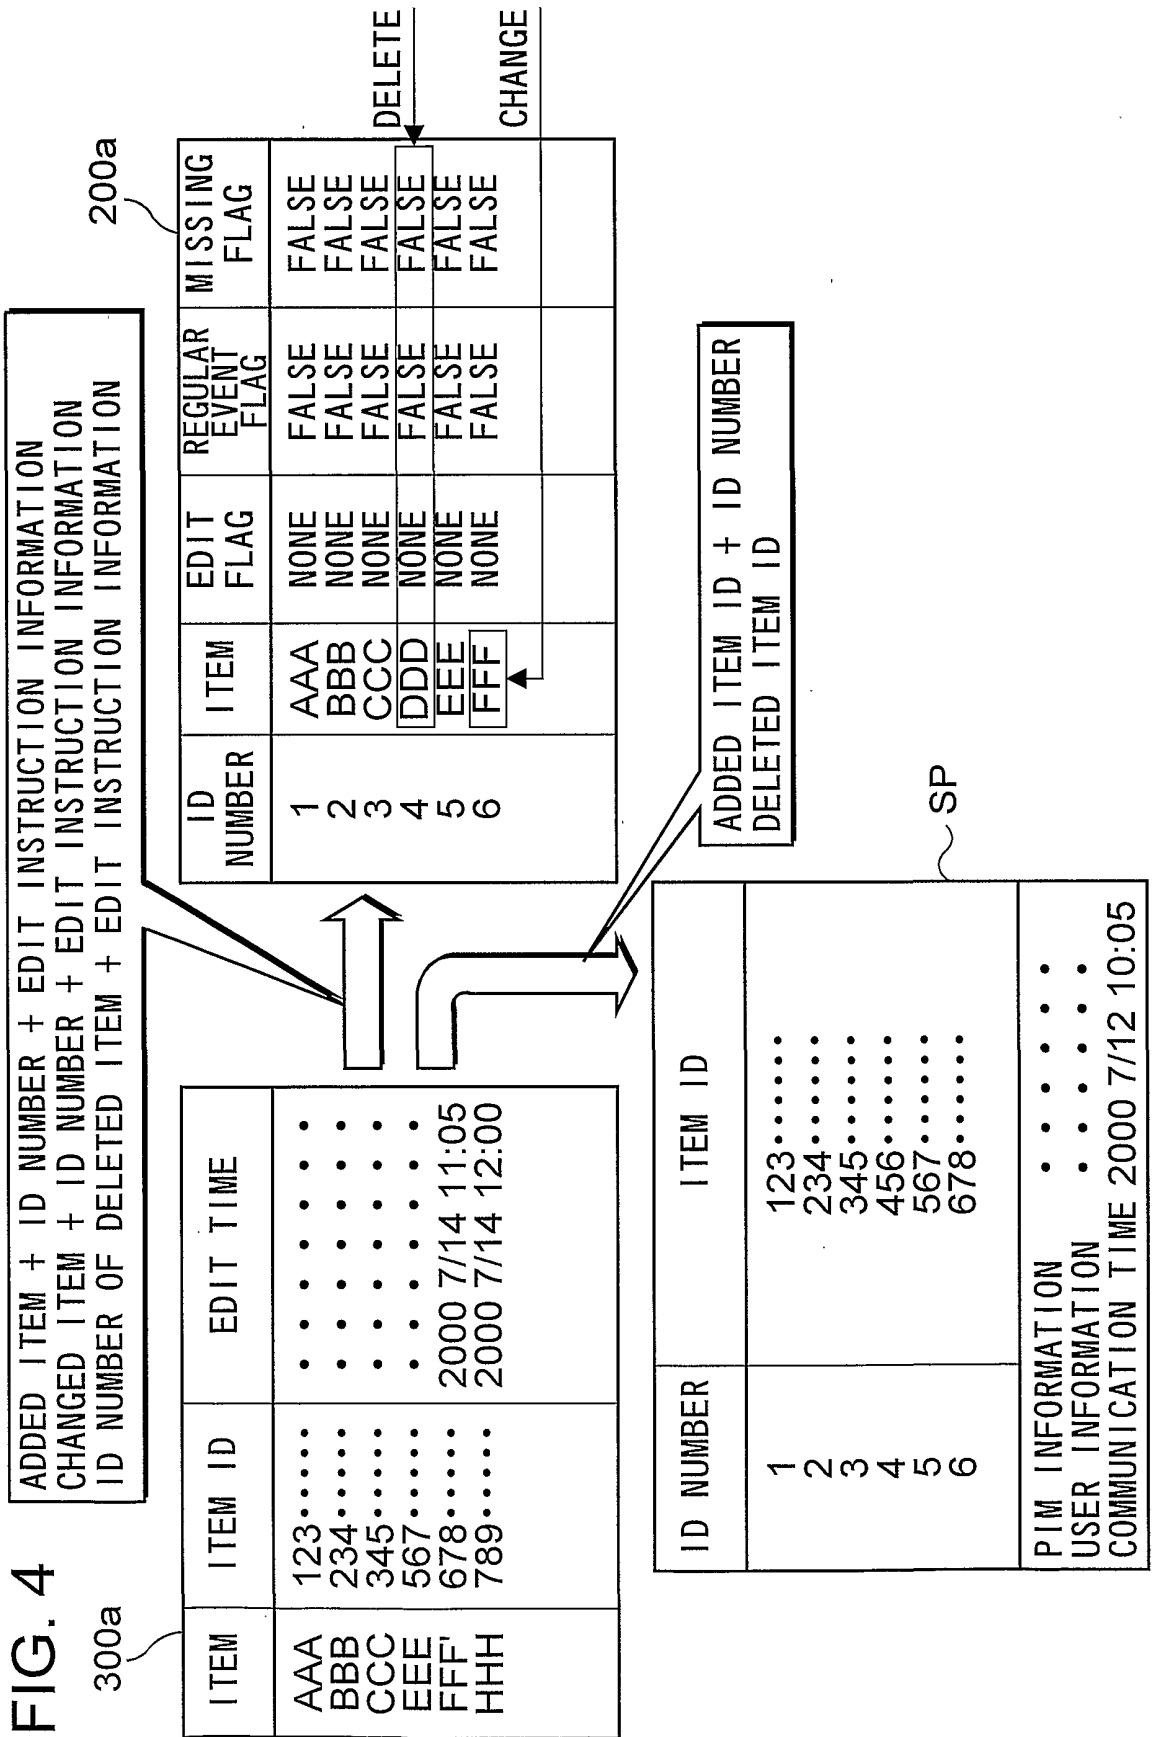 FIG. 4
ADDED ITEM + ID NUMBER + EDIT INSTRUCTION INFORMATION
CHANGED ITEM + ID NUMBER + EDIT INSTRUCTION INFORMATION
ID NUMBER OF DELETED ITEM + EDIT INSTRUCTION INFORMATION
300a
ITEM ITEM ID EDIT TIME
AAA 123•••••• • • • • • • •
BBB 234•••••• • • • • • • •
CCC 345•••••• • • • • • • •
EEE 567•••••• • • • • • • •
FFF' 678•••••• 2000 7/14 11:05
HHH 789•••••• 2000 7/14 12:00
200a
ID NUMBER ITEM EDIT FLAG REGULAR EVENT FLAG MISSING FLAG
1 AAA NONE FALSE FALSE
2 BBB NONE FALSE FALSE
3 CCC NONE FALSE FALSE
4 DDD NONE FALSE FALSE
5 EEE NONE FALSE FALSE
6 FFF NONE FALSE FALSE
DELETE
CHANGE
ADDED ITEM ID + ID NUMBER
DELETED ITEM ID
SP
ID NUMBER ITEM ID
1 123•••••••
2 234•••••••
3 345•••••••
4 456•••••••
5 567•••••••
6 678•••••••
PIM INFORMATION • • • • • •
USER INFORMATION • • • • • •
COMMUNICATION TIME 2000 7/12 10:05